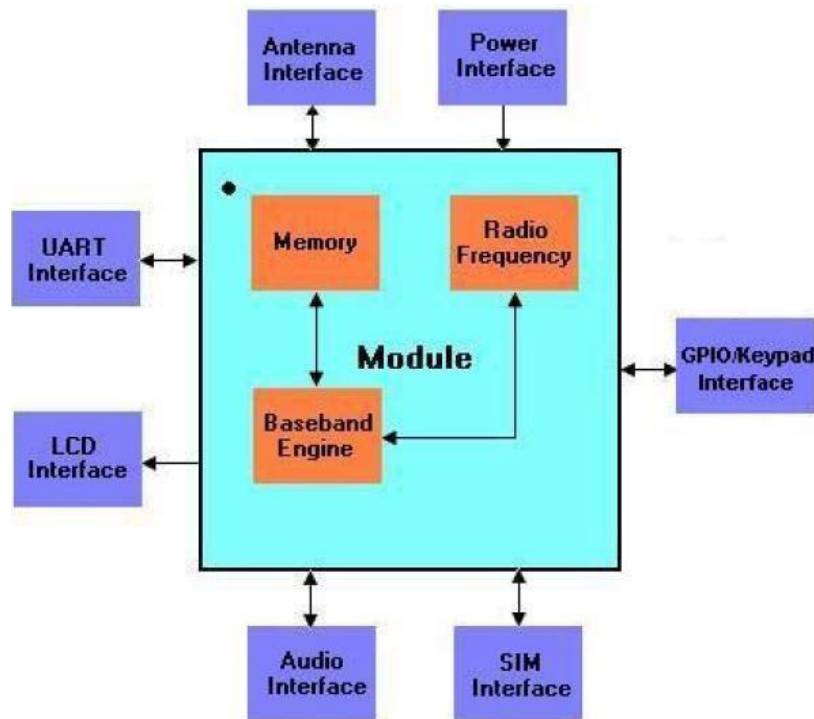 Antenna
Interface
Power
Interface
UART
Interface
Memory
Radio
Frequency
Module
GPIO/Keypad
Interface
Baseband
Engine
LCD
Interface
Audio
Interface
SIM
Interface